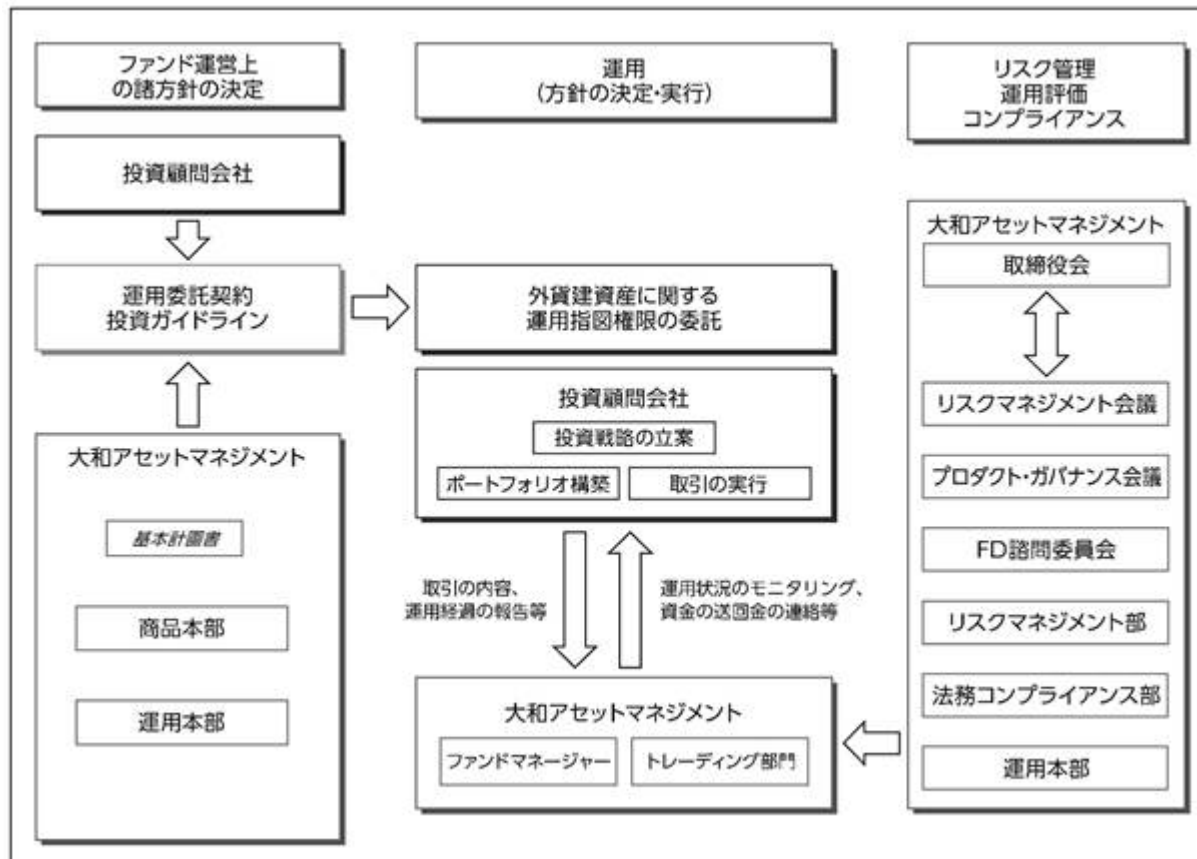 ファンド運営上
の諸方針の決定
運用
(方針の決定・実行)
リスク管理
運用評価
コンプライアンス
投資顧問会社
運用委託契約
投資ガイドライン
大和アセットマネジメント
基本計画書
商品本部
運用本部
外貨建資産に関する
運用指図権限の委託
投資顧問会社
投資戦略の立案
ポートフォリオ構築
取引の実行
取引の内容、
運用経過の報告等
運用状況のモニタリング、
資金の送回金の連絡等
大和アセットマネジメント
ファンドマネージャー
トレーディング部門
大和アセットマネジメント
取締役会
リスクマネジメント会議
プロダクト・ガバナンス会議
FD諮問委員会
リスクマネジメント部
法務コンプライアンス部
運用本部